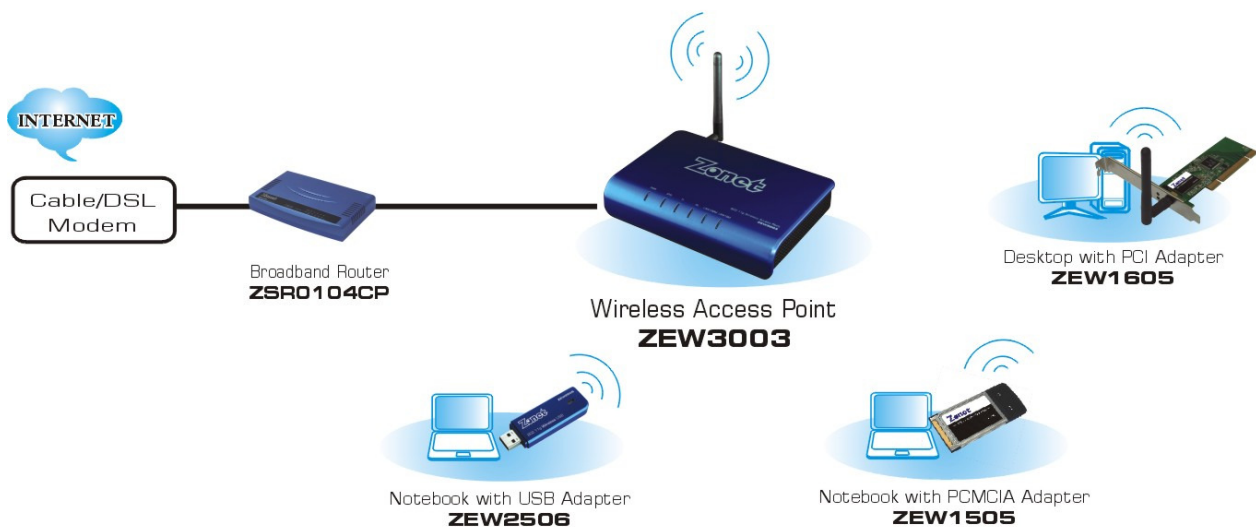 INTERNET
Cable/DSL
Modem
Broadband Router
ZSR0104CP
Zonet
Wireless Access Point
ZEW3003
Zonet
Desktop with PCI Adapter
ZEW1605
Zonet
Notebook with USB Adapter
ZEW2506
Zonet
Notebook with PCMCIA Adapter
ZEW1505